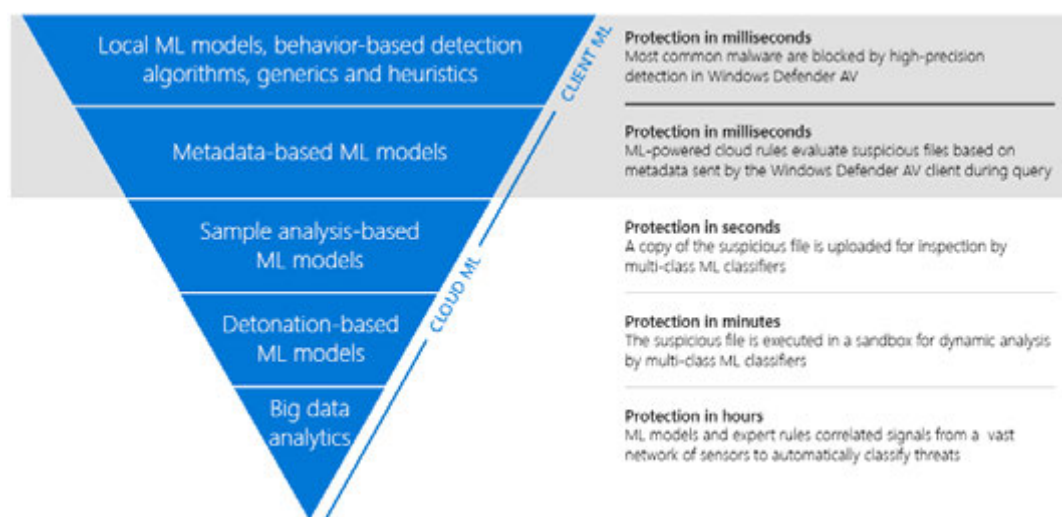 Local ML models, behavior-based detection
algorithms, generics and heuristics
CLIENT ML
Protection in milliseconds
Most common malware are blocked by high-precision
detection in Windows Defender AV
Metadata-based ML models
Protection in milliseconds
ML-powered cloud rules evaluate suspicious files based on
metadata sent by the Windows Defender AV client during query
Sample analysis-based
ML models
CLOUD ML
Protection in seconds
A copy of the suspicious file is uploaded for inspection by
multi-class ML classifiers
Detonation-based
ML models
Protection in minutes
The suspicious file is executed in a sandbox for dynamic analysis
by multi-class ML classifiers
Big data
analytics
Protection in hours
ML models and expert rules correlated signals from a vast
network of sensors to automatically classify threats